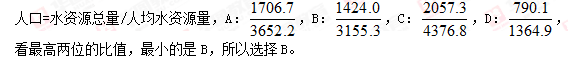 人口=水资源总量/人均水资源量，A：1706.7/3652.2，B：1424.0/3155.3，C：2057.3/4376.8，D：790.1/1364.9，
看最高两位的比值，最小的是 B，所以选择 B。